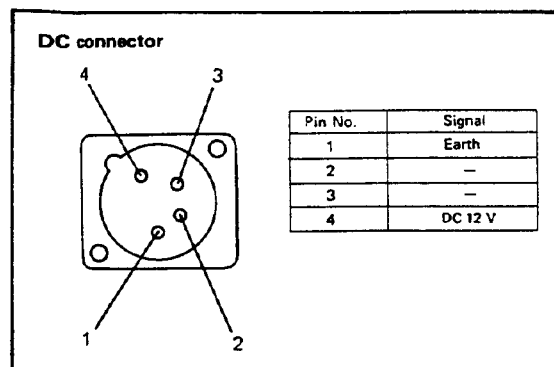 DC connector
4 3
Pin No. Signal
1 Earth
2 —
3 —
4 DC 12 V
1 2